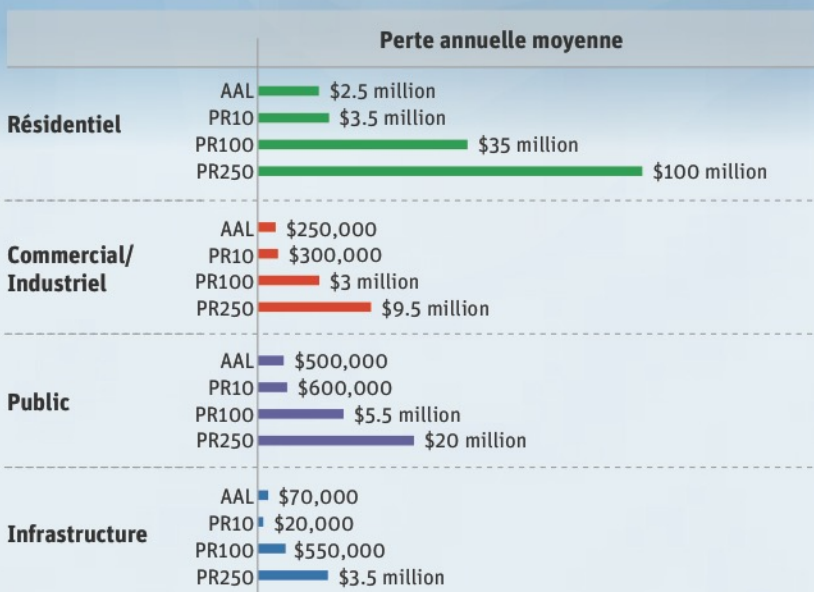 Perte annuelle moyenne
Résidentiel
AAL $2.5 million
PR10 $3.5 million
PR100 $35 million
PR250 $100 million
Commercial/
Industriel
AAL $250,000
PR10 $300,000
PR100 $3 million
PR250 $9.5 million
Public
AAL $500,000
PR10 $600,000
PR100 $5.5 million
PR250 $20 million
Infrastructure
AAL $70,000
PR10 $20,000
PR100 $550,000
PR250 $3.5 million